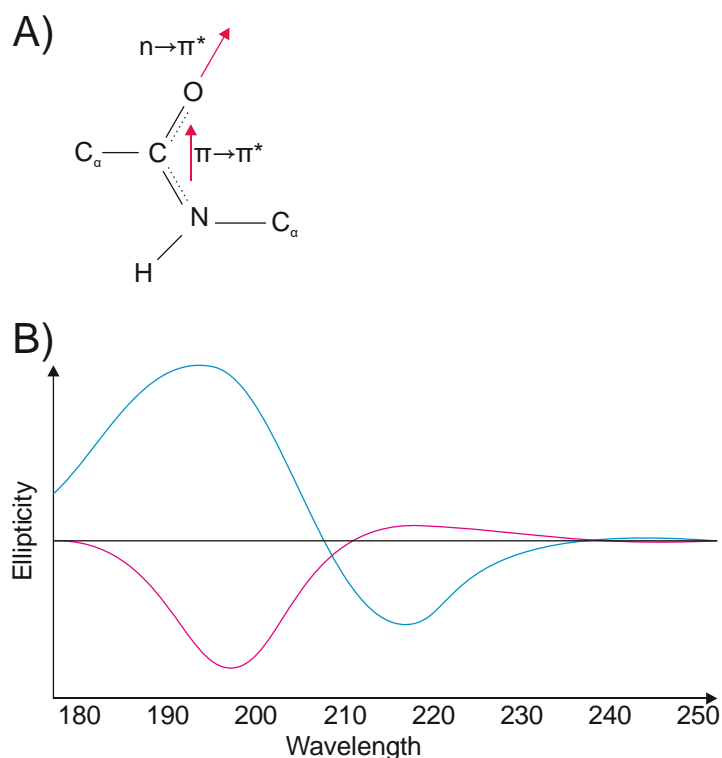 A)
n→π*
O
Cα
C
π→π*
N
Cα
H
B)
Ellipticity
180 190 200 210 220 230 240 250
Wavelength